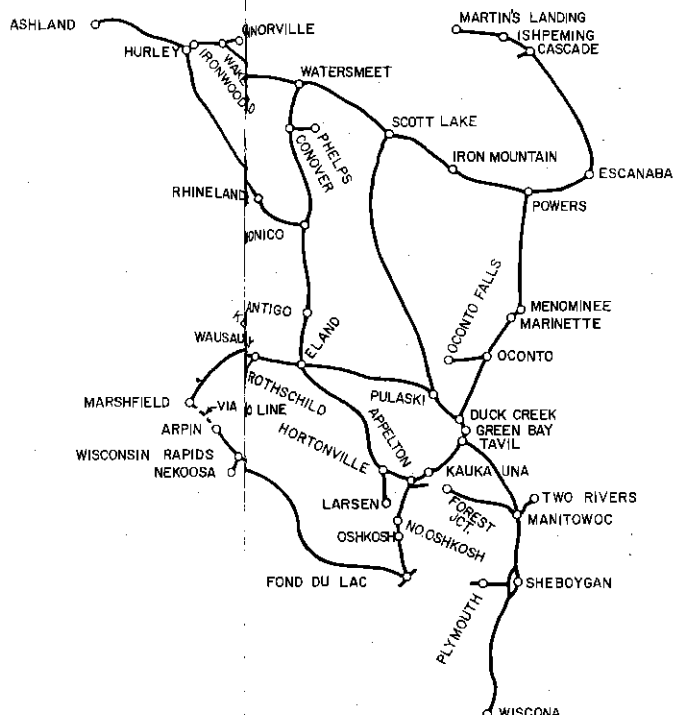 MARTIN'S LANDING
ASHLAND
NORVILLE
ISHPEMING
CASCADE
HURLEY
IRONWOOD
WAKE
WATERSMEET
SCOTT LAKE
PHELPS
CONOVER
IRON MOUNTAIN
ESCANABA
RHINELAND
POWERS
ONICO
OCONTO FALLS
ANTIGO
MENOMINEE
MARINETTE
WAUSAU
ELAND
OCONTO
ROTHSCHILD
PULASKI
MARSHFIELD
VIA
O LINE
APPELTON
DUCK CREEK
ARPIN
GREEN BAY
HORTONVILLE
TAVIL
WISCONSIN RAPIDS
NEKOOSA
KAUKAUNA
LARSEN
FOREST
JCT.
TWO RIVERS
MANITOWOC
NO. OSHKOSH
OSHKOSH
FOND DU LAC
PLYMOUTH
SHEBOYGAN
WISCONA